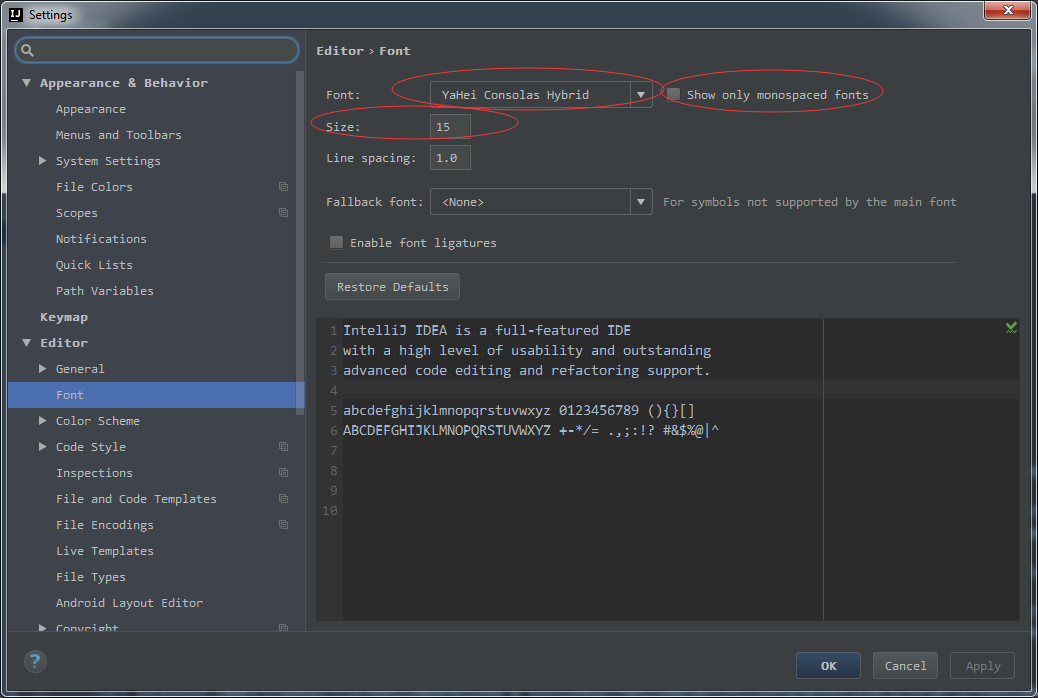 IJ Settings
Appearance & Behavior
Appearance
Menus and Toolbars
System Settings
File Colors
Scopes
Notifications
Quick Lists
Path Variables
Keymap
Editor
General
Font
Color Scheme
Code Style
Inspections
File and Code Templates
File Encodings
Live Templates
File Types
Android Layout Editor
Copyright
Editor › Font
Font: YaHei Consolas Hybrid Show only monospaced fonts
Size: 15
Line spacing: 1.0
Fallback font: <None> For symbols not supported by the main font
Enable font ligatures
Restore Defaults
1 IntelliJ IDEA is a full-featured IDE
2 with a high level of usability and outstanding
3 advanced code editing and refactoring support.
4
5 abcdefghijklmnopqrstuvwxyz 0123456789 (){}[]
6 ABCDEFGHIJKLMNOPQRSTUVWXYZ +-*/= .,;:!? #&$%@|^
7
8
9
10
? OK Cancel Apply